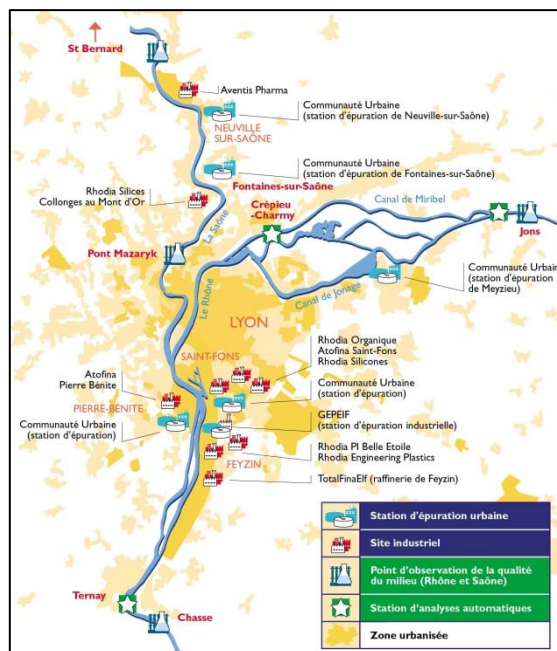 St Bernard
Aventis Pharma
Communauté Urbaine
(station d'épuration de Neuville-sur-Saône)
NEUVILLE
SUR-SAÔNE
Communauté Urbaine
(station d'épuration de Fontaines-sur-Saône)
Rhodia Silices
Collonges au Mont d'Or
Fontaines-sur-Saône
Crépieu
-Charmy
Canal de Miribel
La Saône
Jons
Pont Mazaryk
Le Rhône
Communauté Urbaine
(station d'épuration
de Meyzieu)
Canal de Jonage
LYON
SAINT-FONS
Rhodia Organique
Atofina Saint-Fons
Rhodia Silicones
Atofina
Pierre Bénite
PIERRE-BÉNITE
Communauté Urbaine
(station d'épuration)
Communauté Urbaine
(station d'épuration)
GEPEIF
(station d'épuration industrielle)
Rhodia PI Belle Etoile
Rhodia Engineering Plastics
FEYZIN
TotalFinaElf (raffinerie de Feyzin)
Station d'épuration urbaine
Site industriel
Point d'observation de la qualité
du milieu (Rhône et Saône)
Station d'analyses automatiques
Zone urbanisée
Ternay
Chasse